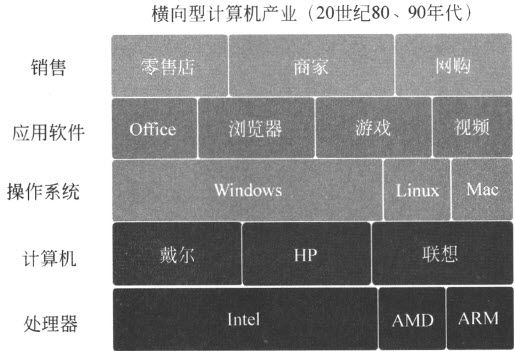 横向型计算机产业（20世纪80、90年代）
销售 零售店 商家 网购
应用软件 Office 浏览器 游戏 视频
操作系统 Windows Linux Mac
计算机 戴尔 HP 联想
处理器 Intel AMD ARM